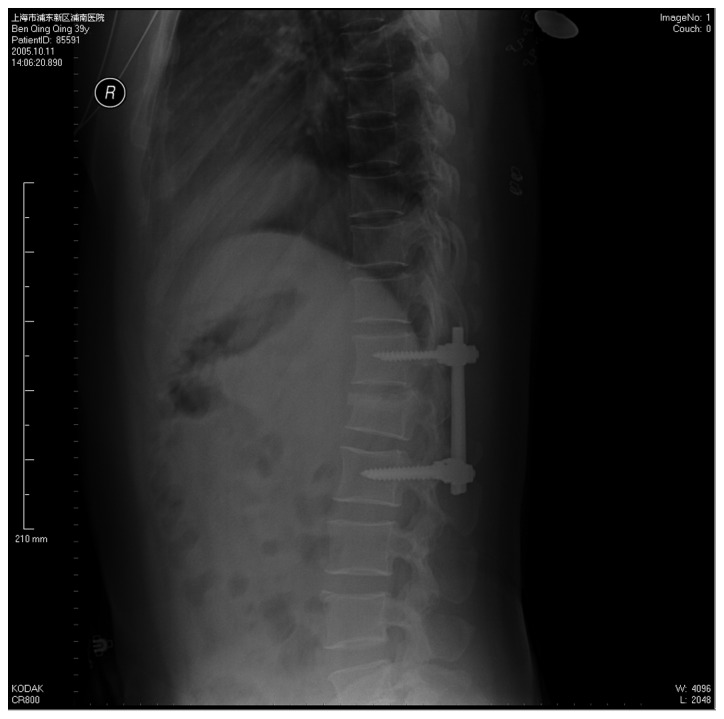 上海市浦东新区浦南医院
Ben Qing Qing 39y
PatientID: 85591
2005.10.11
14:06:20.890
ImageNo: 1
Couch: 0
R
210 mm
KODAK
CR800
W: 4096
L: 2048